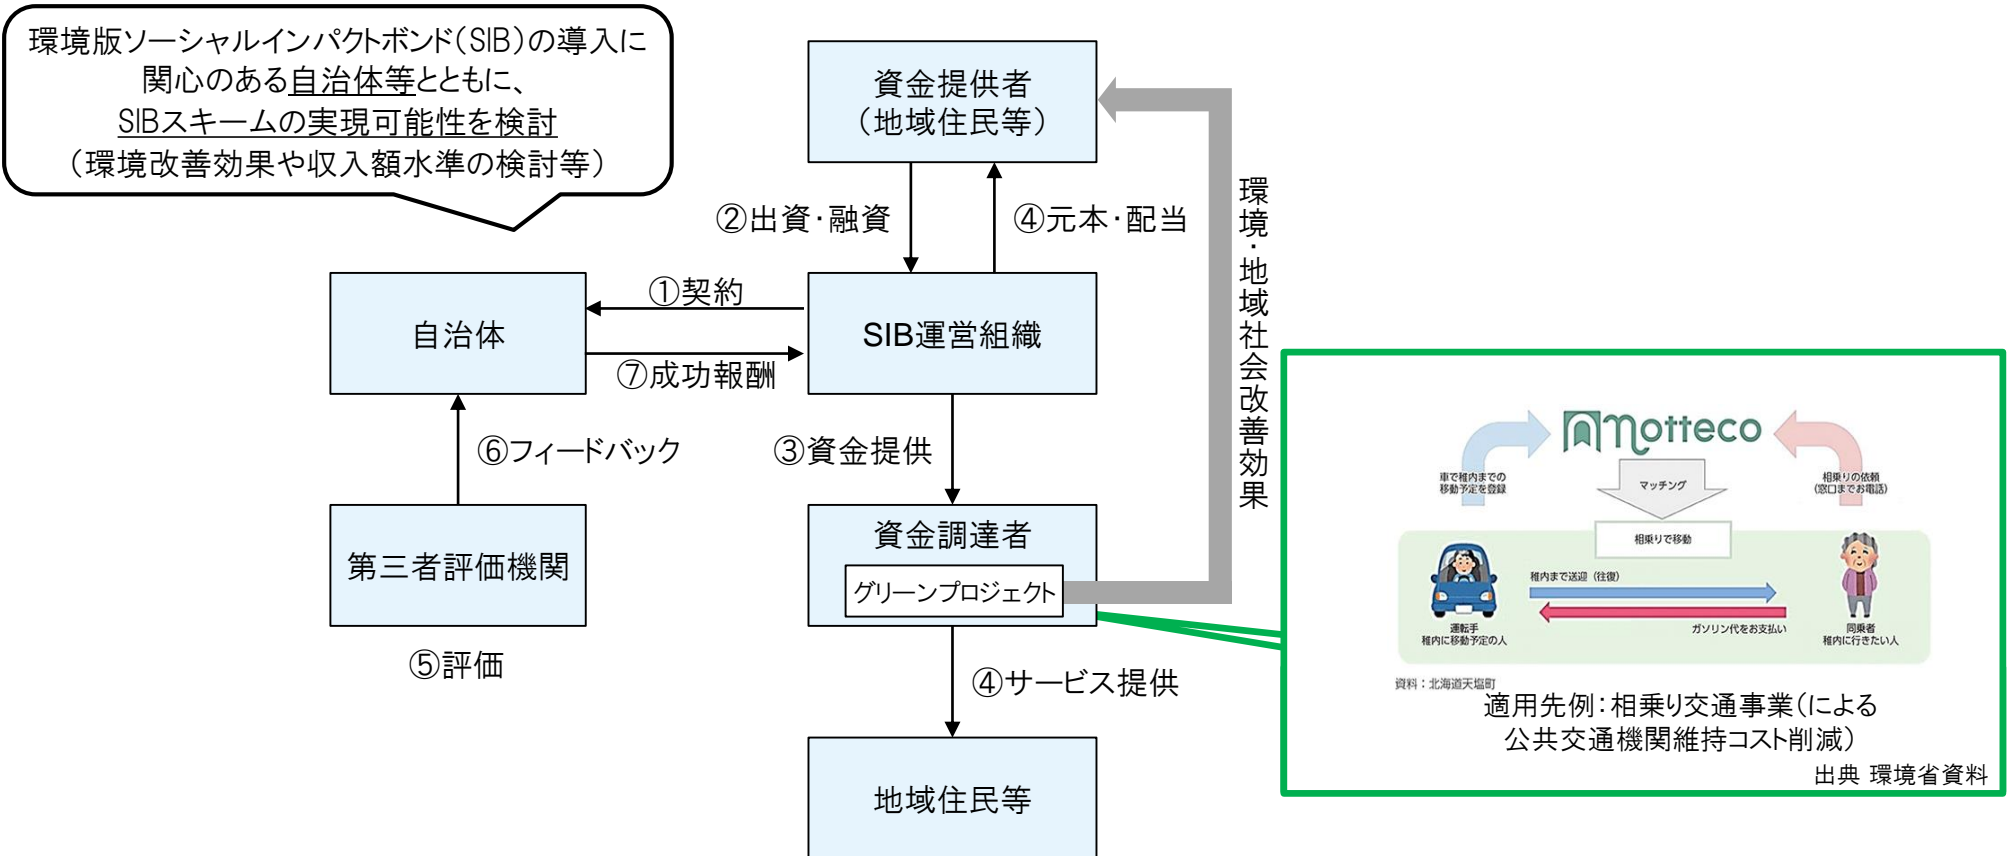 環境版ソーシャルインパクトボンド（SIB）の導入に
関心のある自治体等とともに、
SIBスキームの実現可能性を検討
（環境改善効果や収入額水準の検討等）
資金提供者
（地域住民等）
②出資・融資
④元本・配当
環境・地域社会改善効果
①契約
自治体
SIB運営組織
⑦成功報酬
⑥フィードバック
③資金提供
第三者評価機関
資金調達者
グリーンプロジェクト
⑤評価
④サービス提供
地域住民等
motteco
車で稚内までの
移動予定を登録
マッチング
相乗りの依頼
（窓口までお電話）
相乗りで移動
稚内まで送迎（往復）
ガソリン代をお支払い
運転手
稚内に移動予定の人
同乗者
稚内に行きたい人
資料：北海道天塩町
適用先例：相乗り交通事業（による
公共交通機関維持コスト削減）
出典 環境省資料